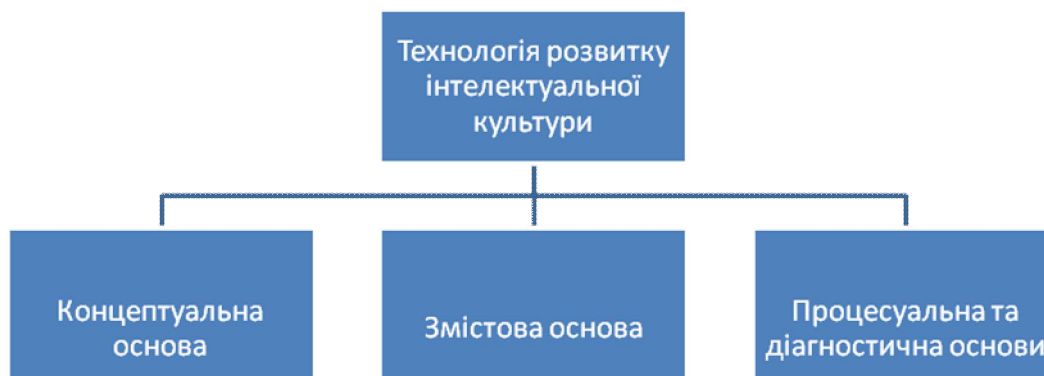 Технологія розвитку
інтелектуальної
культури
Концептуальна
основа
Змістова основа
Процесуальна та
діагностична основи